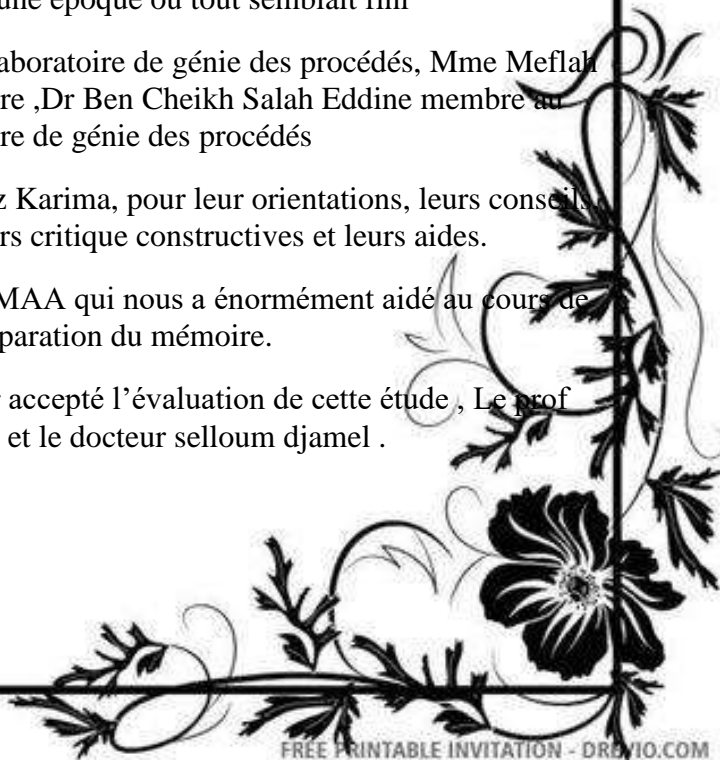 une époque où tout semblait fini
aboratoire de génie des procédés, Mme Meflah
re ,Dr Ben Cheikh Salah Eddine membre au
re de génie des procédés
z Karima, pour leur orientations, leurs conseils
rs critique constructives et leurs aides.
MAA qui nous a énormément aidé au cours de
paration du mémoire.
accepté l’évaluation de cette étude , Le prof
et le docteur selloum djamel .
FREE PRINTABLE INVITATION - DREVIO.COM